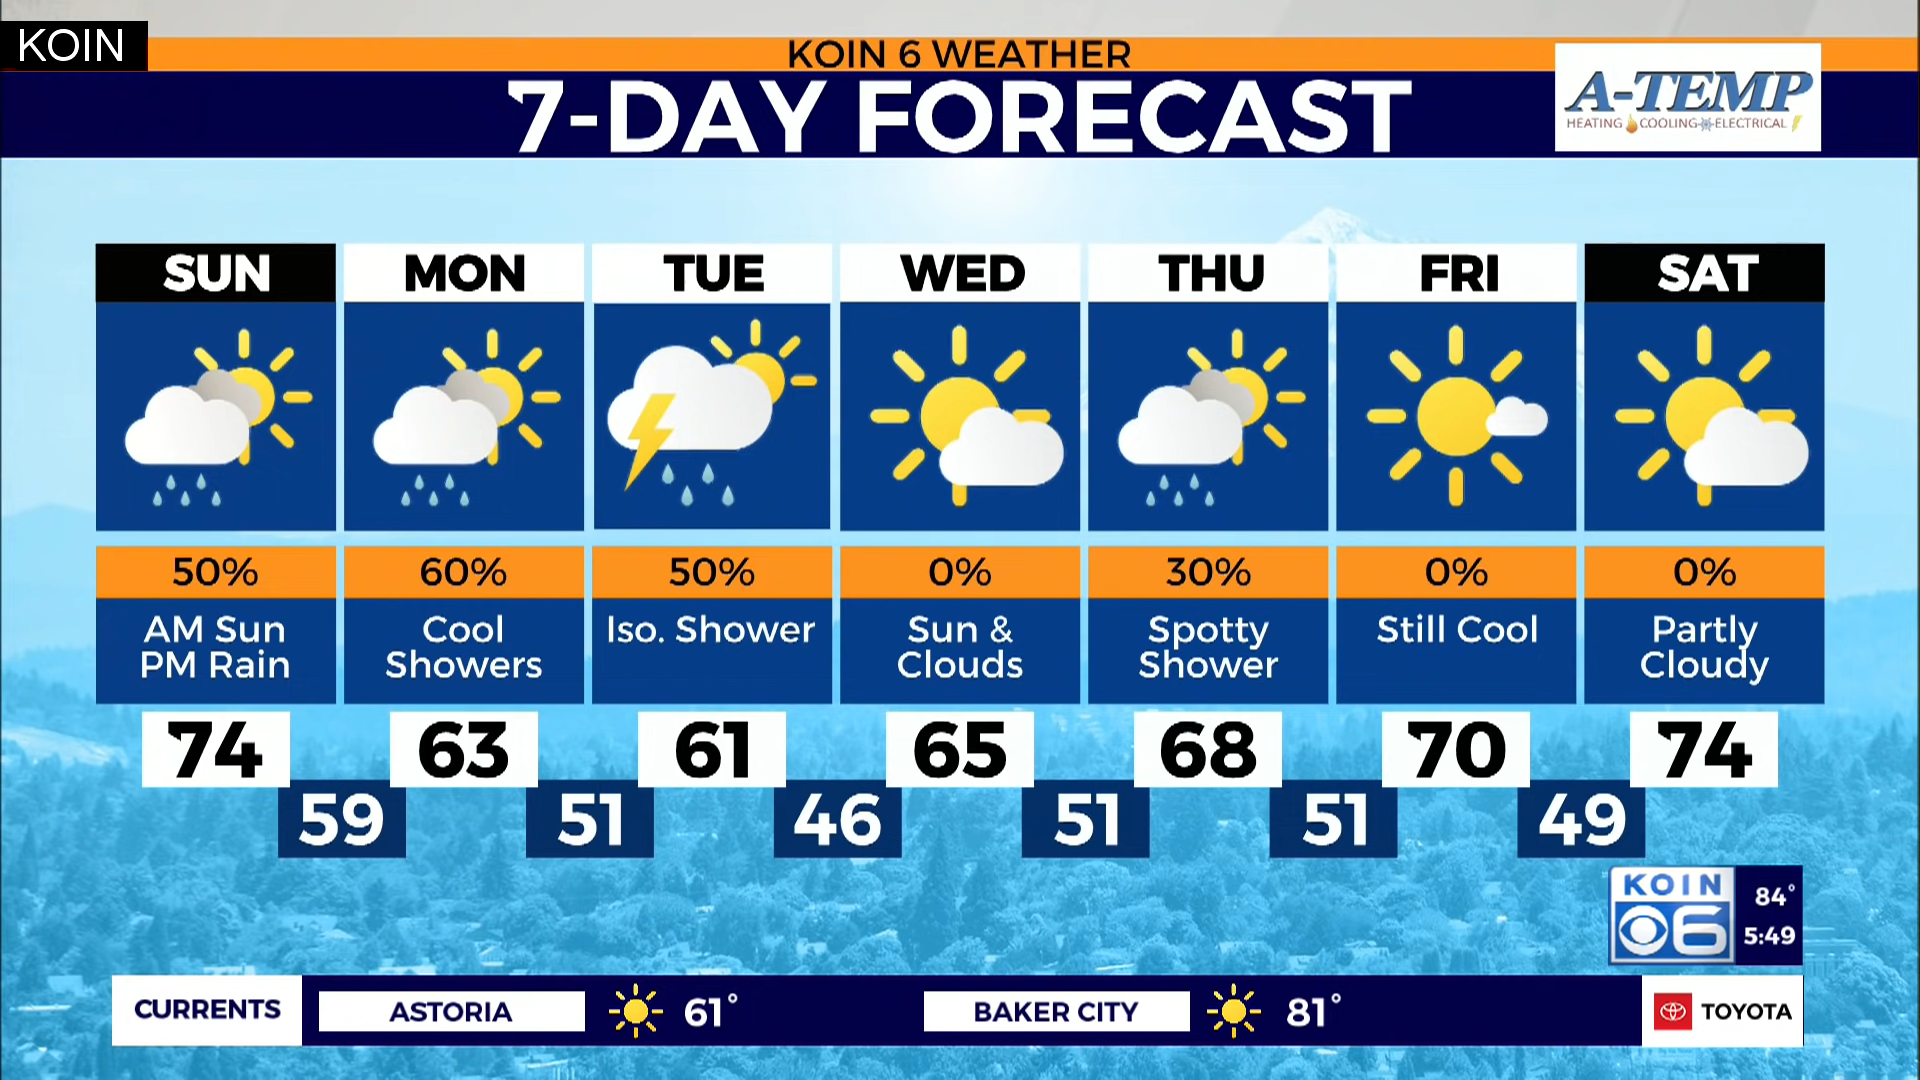 KOIN
KOIN 6 WEATHER
7-DAY FORECAST
A-TEMP
HEATING COOLING ELECTRICAL
SUN MON TUE WED THU FRI SAT
50% 60% 50% 0% 30% 0% 0%
AM Sun Cool Iso. Shower Sun & Spotty Still Cool Partly
PM Rain Showers Clouds Shower Cloudy
74 63 61 65 68 70 74
59 51 46 51 51 49
KOIN 84°
6 5:49
CURRENTS ASTORIA 61° BAKER CITY 81° TOYOTA